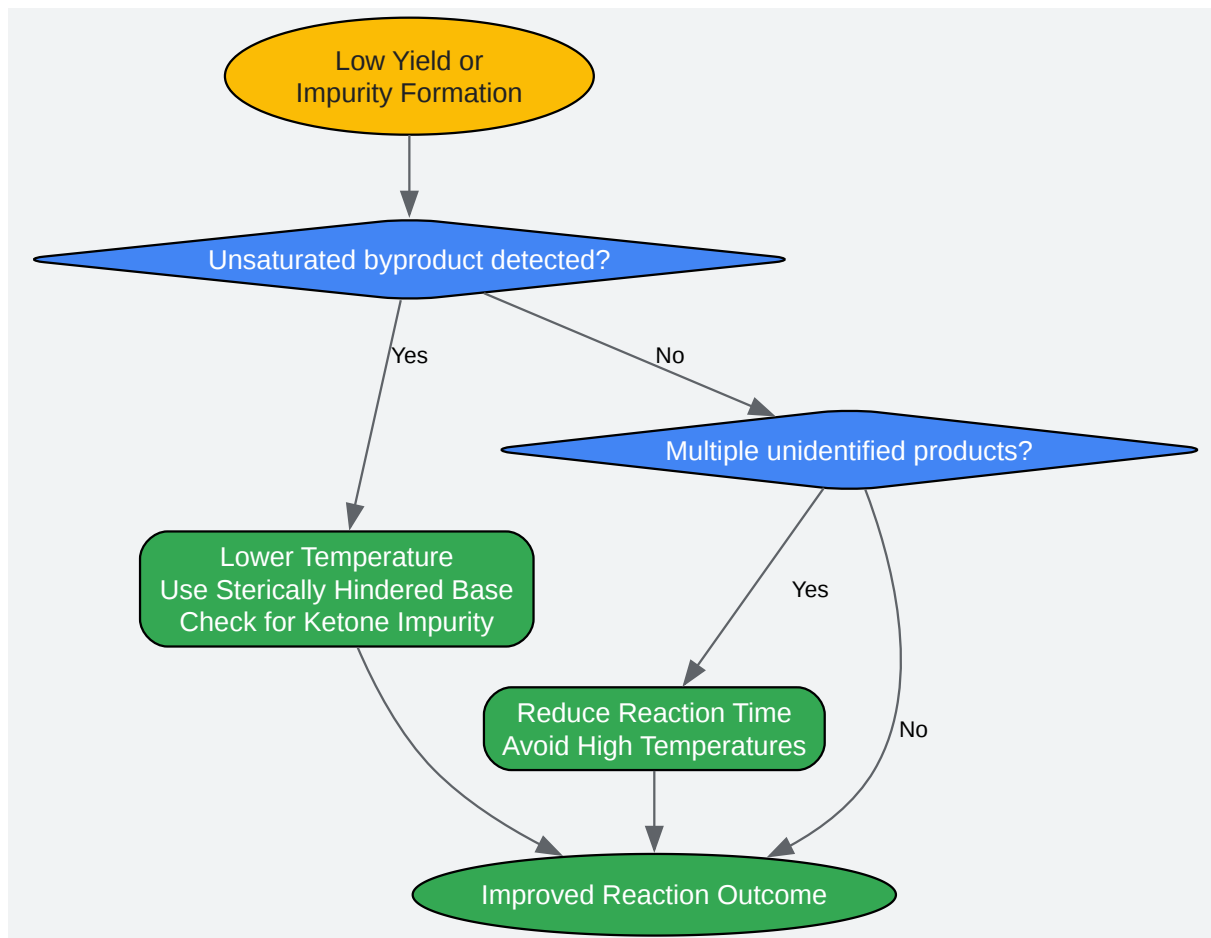 Low Yield or
Impurity Formation
Unsaturated byproduct detected?
Yes
No
Multiple unidentified products?
Lower Temperature
Use Sterically Hindered Base
Check for Ketone Impurity
Yes
Reduce Reaction Time
Avoid High Temperatures
No
Improved Reaction Outcome